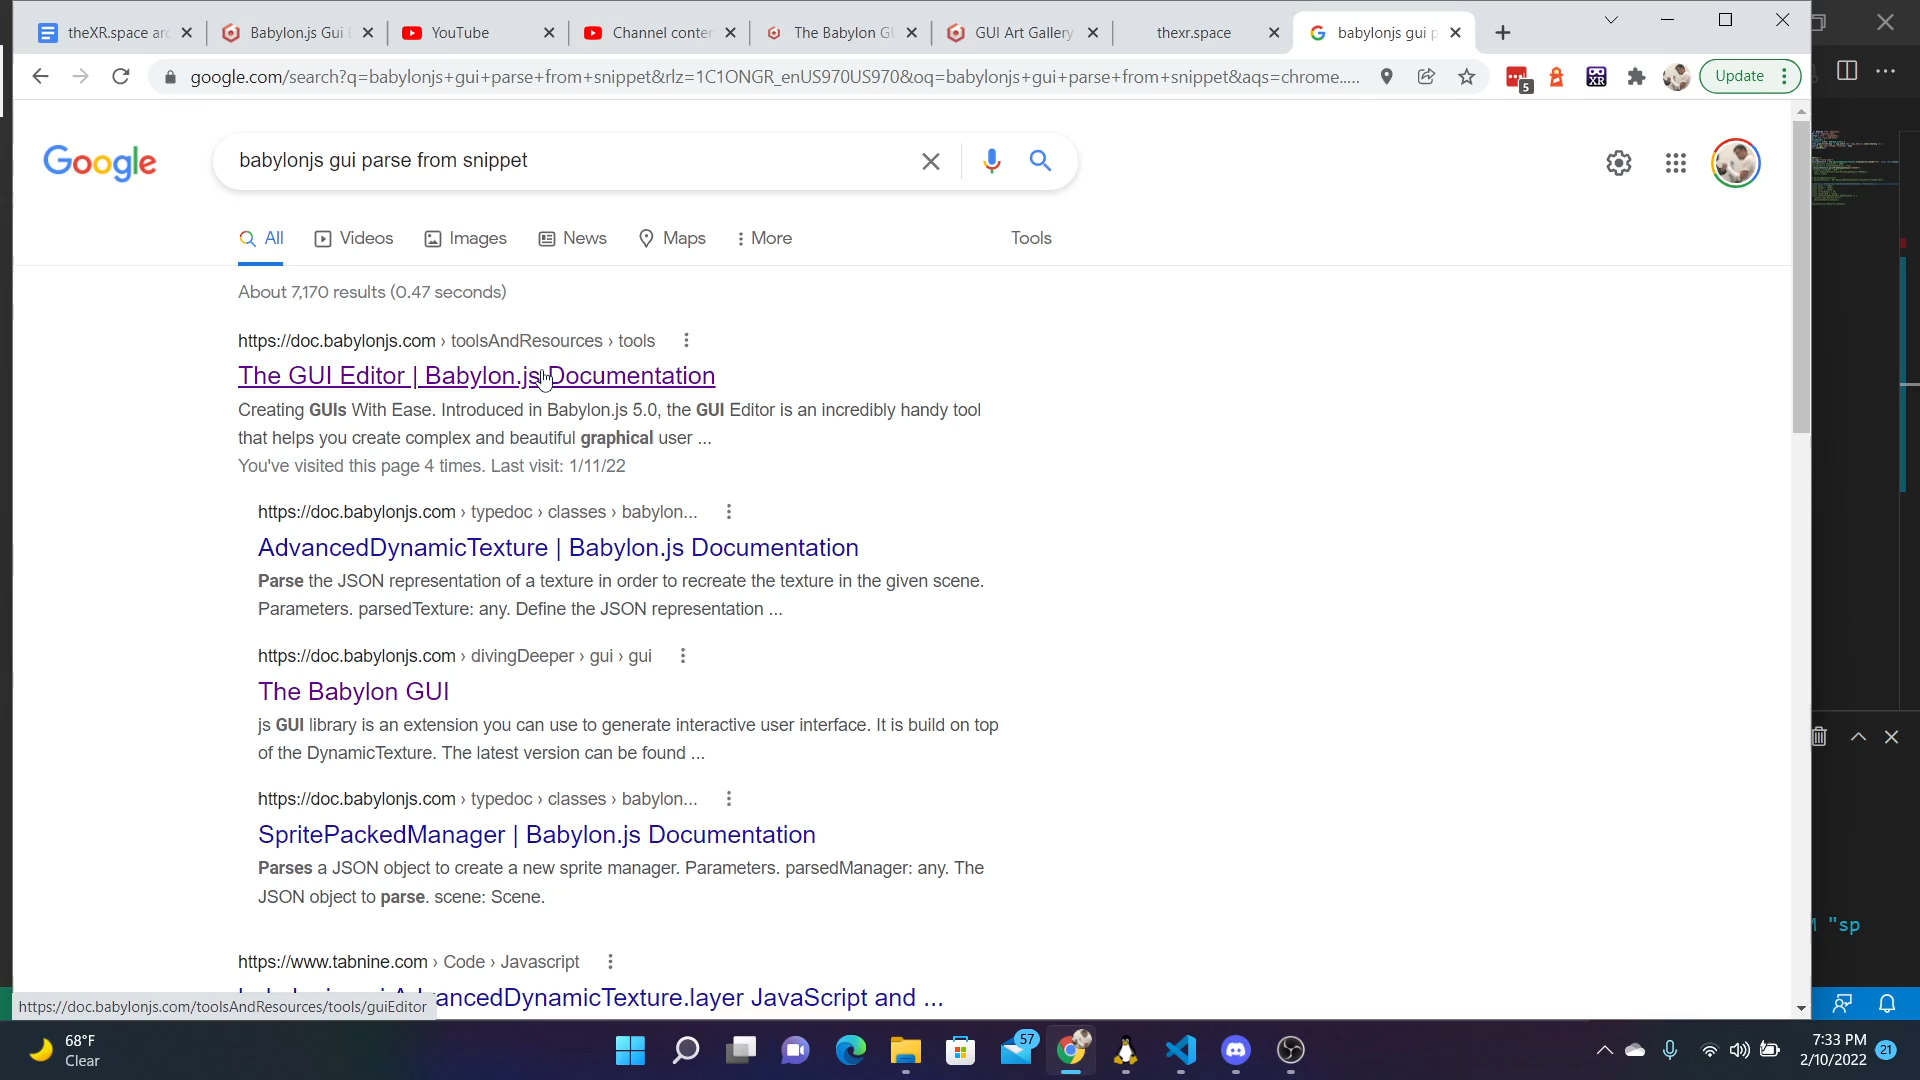 theXR.space arc
Babylon.js Gui E
YouTube
Channel conten
The Babylon GU
GUI Art Gallery
thexr.space
babylonjs gui p
google.com/search?q=babylonjs+gui+parse+from+snippet&rlz=1C1ONGR_enUS970US970&oq=babylonjs+gui+parse+from+snippet&aqs=chrome.....
5
XR
Update
Google
babylonjs gui parse from snippet
All
Videos
Images
News
Maps
More
Tools
About 7,170 results (0.47 seconds)
https://doc.babylonjs.com › toolsAndResources › tools
The GUI Editor | Babylon.js Documentation
Creating GUIs With Ease. Introduced in Babylon.js 5.0, the GUI Editor is an incredibly handy tool
that helps you create complex and beautiful graphical user ...
You've visited this page 4 times. Last visit: 1/11/22
https://doc.babylonjs.com › typedoc › classes › babylon...
AdvancedDynamicTexture | Babylon.js Documentation
Parse the JSON representation of a texture in order to recreate the texture in the given scene.
Parameters. parsedTexture: any. Define the JSON representation ...
https://doc.babylonjs.com › divingDeeper › gui › gui
The Babylon GUI
js GUI library is an extension you can use to generate interactive user interface. It is build on top
of the DynamicTexture. The latest version can be found ...
https://doc.babylonjs.com › typedoc › classes › babylon...
SpritePackedManager | Babylon.js Documentation
Parses a JSON object to create a new sprite manager. Parameters. parsedManager: any. The
JSON object to parse. scene: Scene.
"sp
https://www.tabnine.com › Code › Javascript
ancedDynamicTexture.layer JavaScript and ...
https://doc.babylonjs.com/toolsAndResources/tools/guiEditor
68°F
Clear
57
7:33 PM
2/10/2022
21